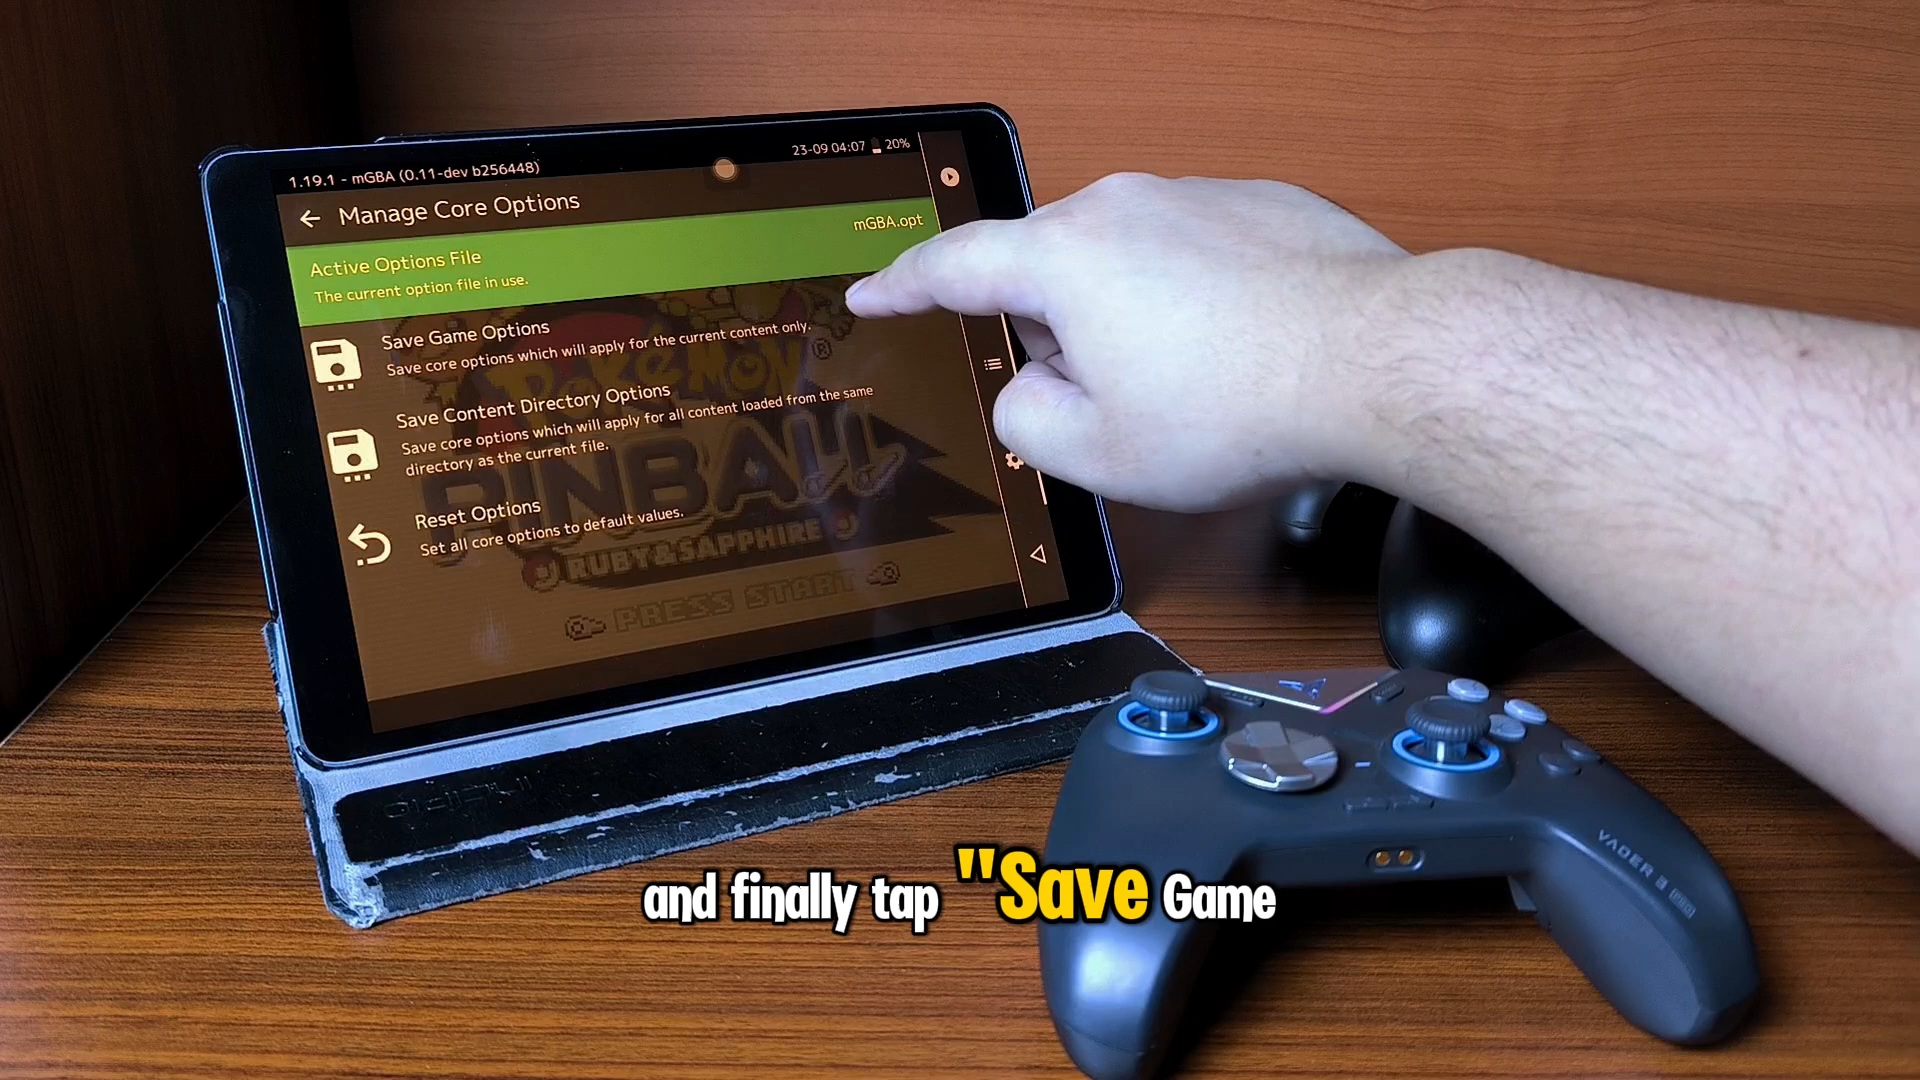 1.19.1 - mGBA (0.11-dev b256448)
23-09 04:07 20%
Manage Core Options
Active Options File
mGBA.opt
The current option file in use.
Save Game Options
Save core options which will apply for the current content only.
Save Content Directory Options
Save core options which will apply for all content loaded from the same
directory as the current file.
Reset Options
Set all core options to default values.
POKéMON
PINBALL
RUBY&SAPPHIRE
PRESS START
VADER 3 PRO
and finally tap "Save Game